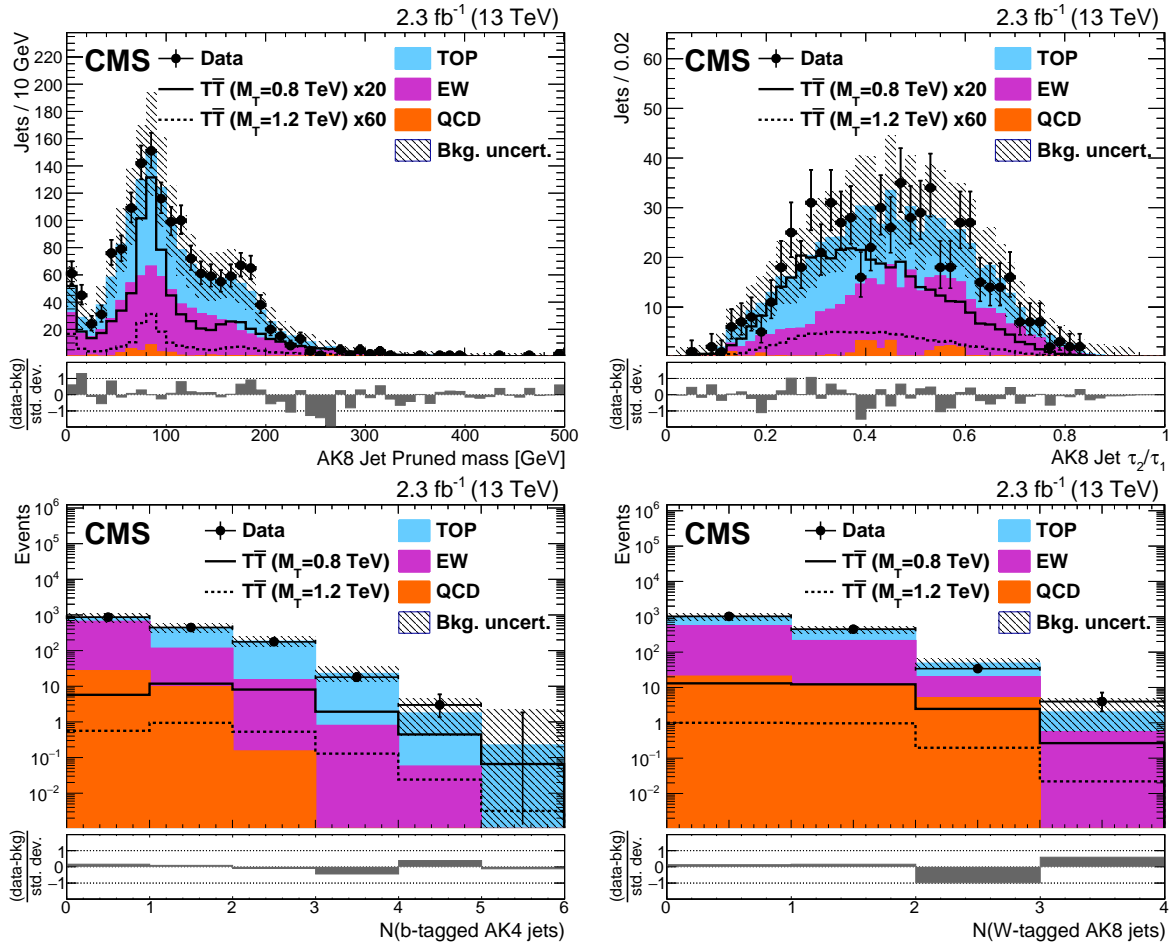 2.3 fb⁻¹ (13 TeV)
CMS
Data
TT̅ (M_T=0.8 TeV) x20
TT̅ (M_T=1.2 TeV) x60
TOP
EW
QCD
Bkg. uncert.
Jets / 10 GeV
220
200
180
160
140
120
100
80
60
40
20
(data-bkg)
std. dev.
1
0
−1
0 100 200 300 400 500
AK8 Jet Pruned mass [GeV]
2.3 fb⁻¹ (13 TeV)
CMS
Data
TT̅ (M_T=0.8 TeV) x20
TT̅ (M_T=1.2 TeV) x60
TOP
EW
QCD
Bkg. uncert.
Jets / 0.02
60
50
40
30
20
10
(data-bkg)
std. dev.
1
0
−1
0 0.2 0.4 0.6 0.8 1
AK8 Jet τ₂/τ₁
2.3 fb⁻¹ (13 TeV)
CMS
Data
TT̅ (M_T=0.8 TeV)
TT̅ (M_T=1.2 TeV)
TOP
EW
QCD
Bkg. uncert.
Events
10⁶
10⁵
10⁴
10³
10²
10
1
10⁻¹
10⁻²
(data-bkg)
std. dev.
1
0
−1
0 1 2 3 4 5 6
N(b-tagged AK4 jets)
2.3 fb⁻¹ (13 TeV)
CMS
Data
TT̅ (M_T=0.8 TeV)
TT̅ (M_T=1.2 TeV)
TOP
EW
QCD
Bkg. uncert.
Events
10⁶
10⁵
10⁴
10³
10²
10
1
10⁻¹
10⁻²
(data-bkg)
std. dev.
1
0
−1
0 1 2 3 4
N(W-tagged AK8 jets)